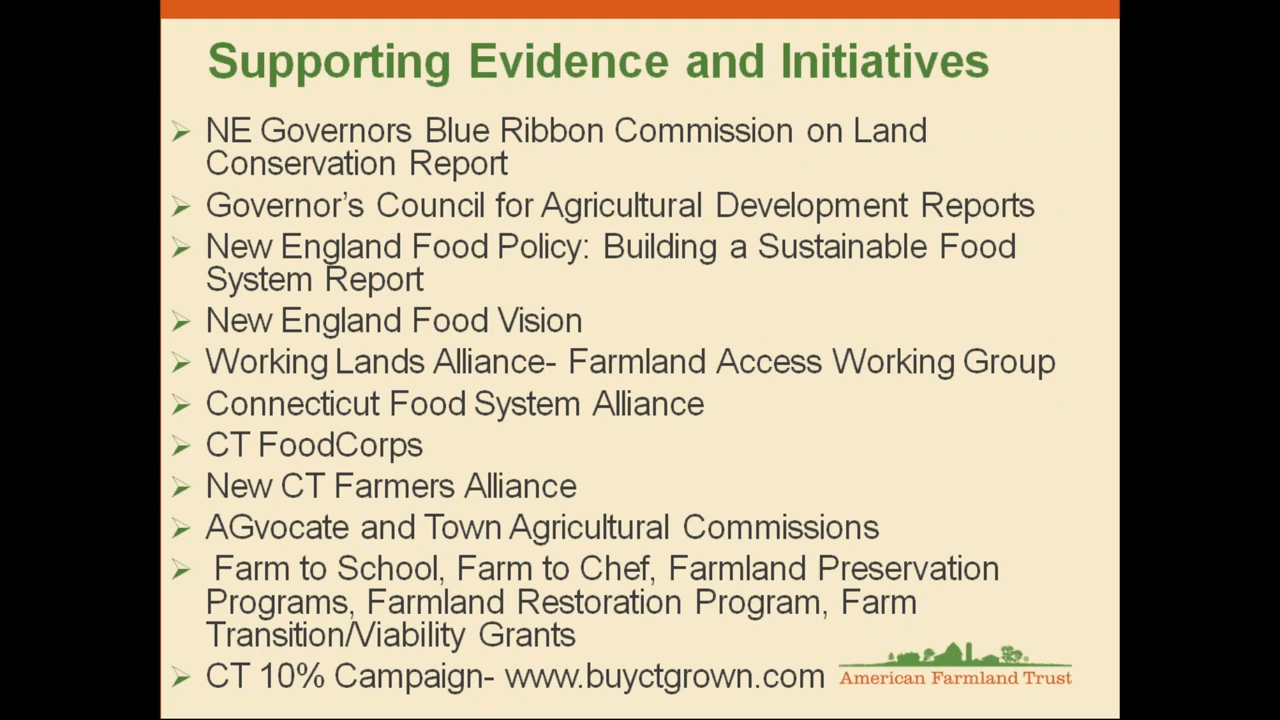 Supporting Evidence and Initiatives
NE Governors Blue Ribbon Commission on Land
Conservation Report
Governor's Council for Agricultural Development Reports
New England Food Policy: Building a Sustainable Food
System Report
New England Food Vision
Working Lands Alliance- Farmland Access Working Group
Connecticut Food System Alliance
CT FoodCorps
New CT Farmers Alliance
AGvocate and Town Agricultural Commissions
Farm to School, Farm to Chef, Farmland Preservation
Programs, Farmland Restoration Program, Farm
Transition/Viability Grants
CT 10% Campaign- www.buyctgrown.com
American Farmland Trust